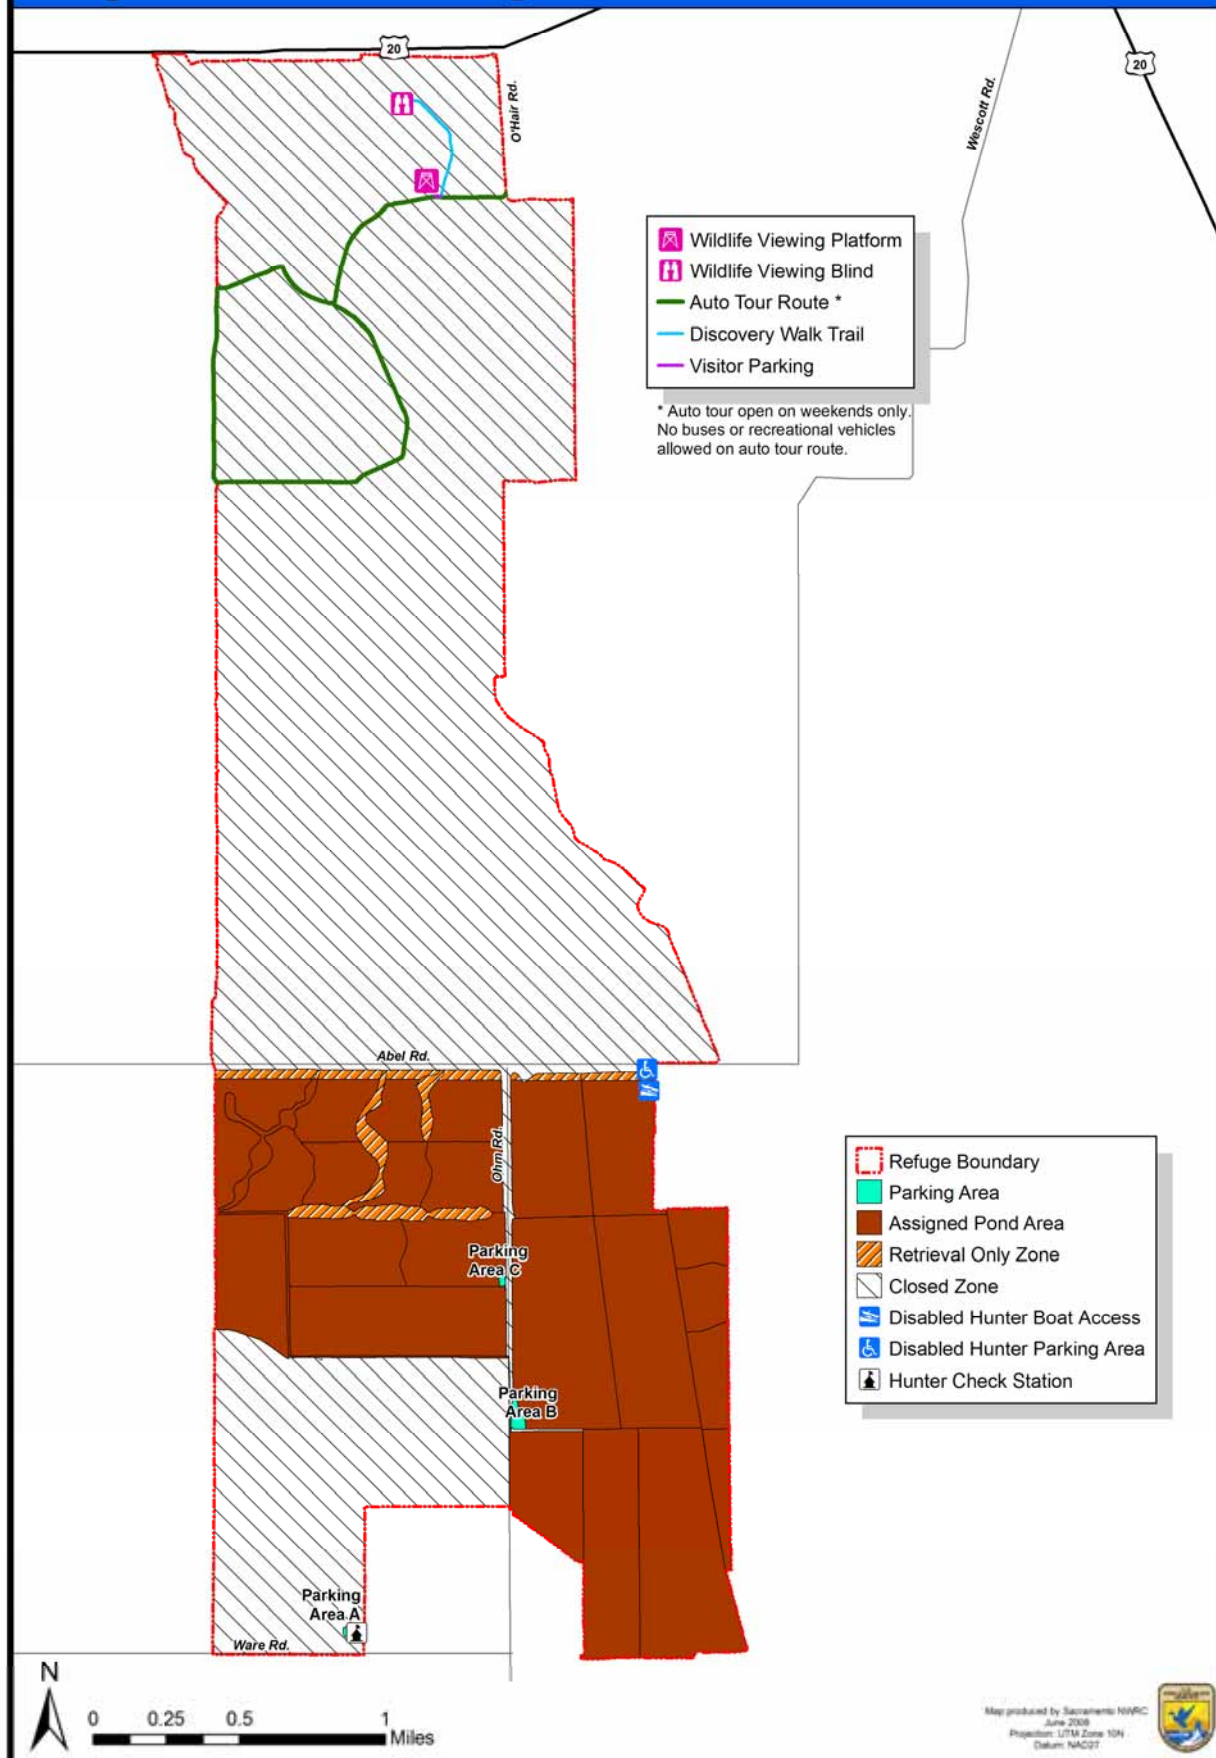 20
20
O'Hair Rd.
Wescott Rd.
Wildlife Viewing Platform
Wildlife Viewing Blind
Auto Tour Route *
Discovery Walk Trail
Visitor Parking
* Auto tour open on weekends only.
No buses or recreational vehicles
allowed on auto tour route.
Abel Rd.
Ohm Rd.
Refuge Boundary
Parking Area
Assigned Pond Area
Retrieval Only Zone
Closed Zone
Disabled Hunter Boat Access
Disabled Hunter Parking Area
Hunter Check Station
Parking
Area C
Parking
Area B
Parking
Area A
Ware Rd.
N
0 0.25 0.5 1
Miles
Map produced by Sacramento NWRC
June 2008
Projection: UTM Zone 10N
Datum: NAD27